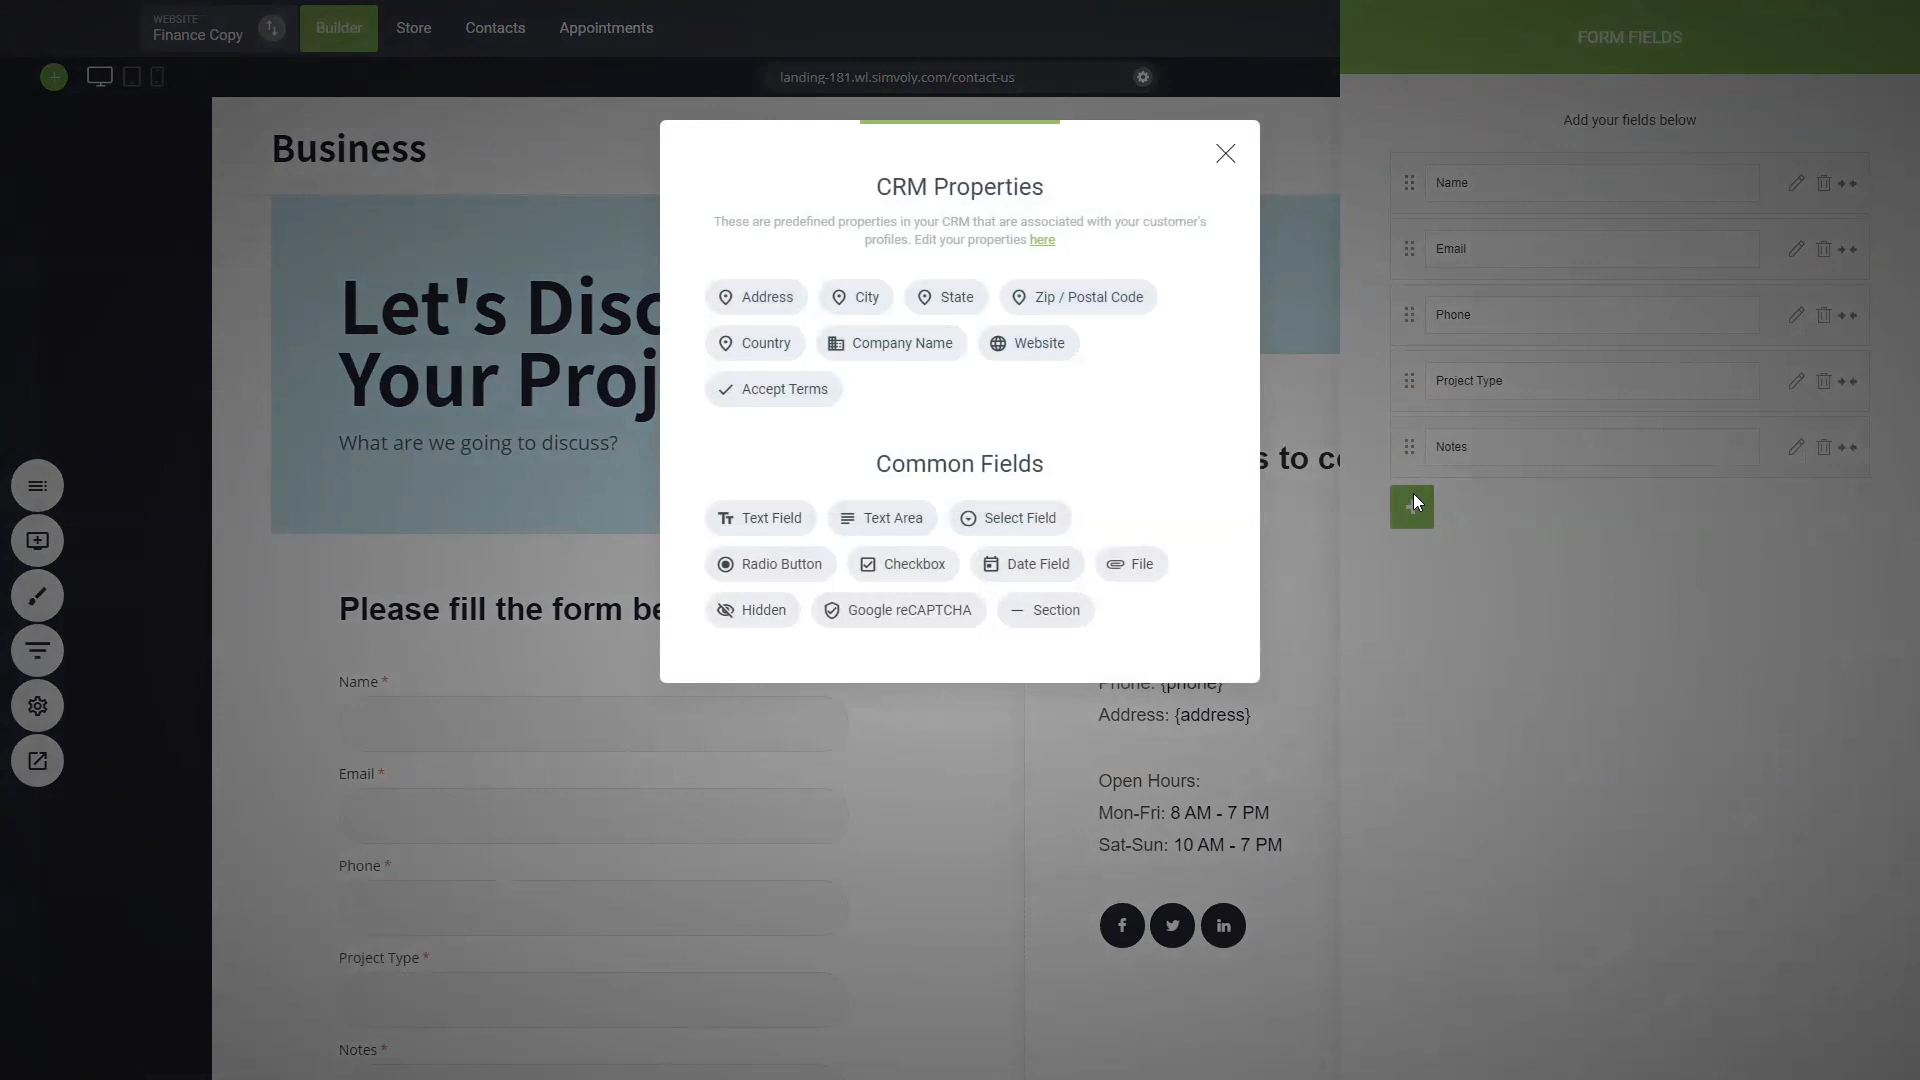 WEBSITE
Finance Copy
Builder
Store
Contacts
Appointments
FORM FIELDS
landing-181.wl.simvoly.com/contact-us
Add your fields below
Business
CRM Properties
These are predefined properties in your CRM that are associated with your customer's
profiles. Edit your properties here
Address
City
State
Zip / Postal Code
Country
Company Name
Website
Accept Terms
Common Fields
Text Field
Text Area
Select Field
Radio Button
Checkbox
Date Field
File
Hidden
Google reCAPTCHA
Section
Name
Email
Phone
Project Type
Notes
Let's Disc
Your Proj
What are we going to discuss?
s to c
Please fill the form be
Name *
Email *
Phone *
Project Type *
Notes *
Phone: {phone}
Address: {address}
Open Hours:
Mon-Fri: 8 AM - 7 PM
Sat-Sun: 10 AM - 7 PM